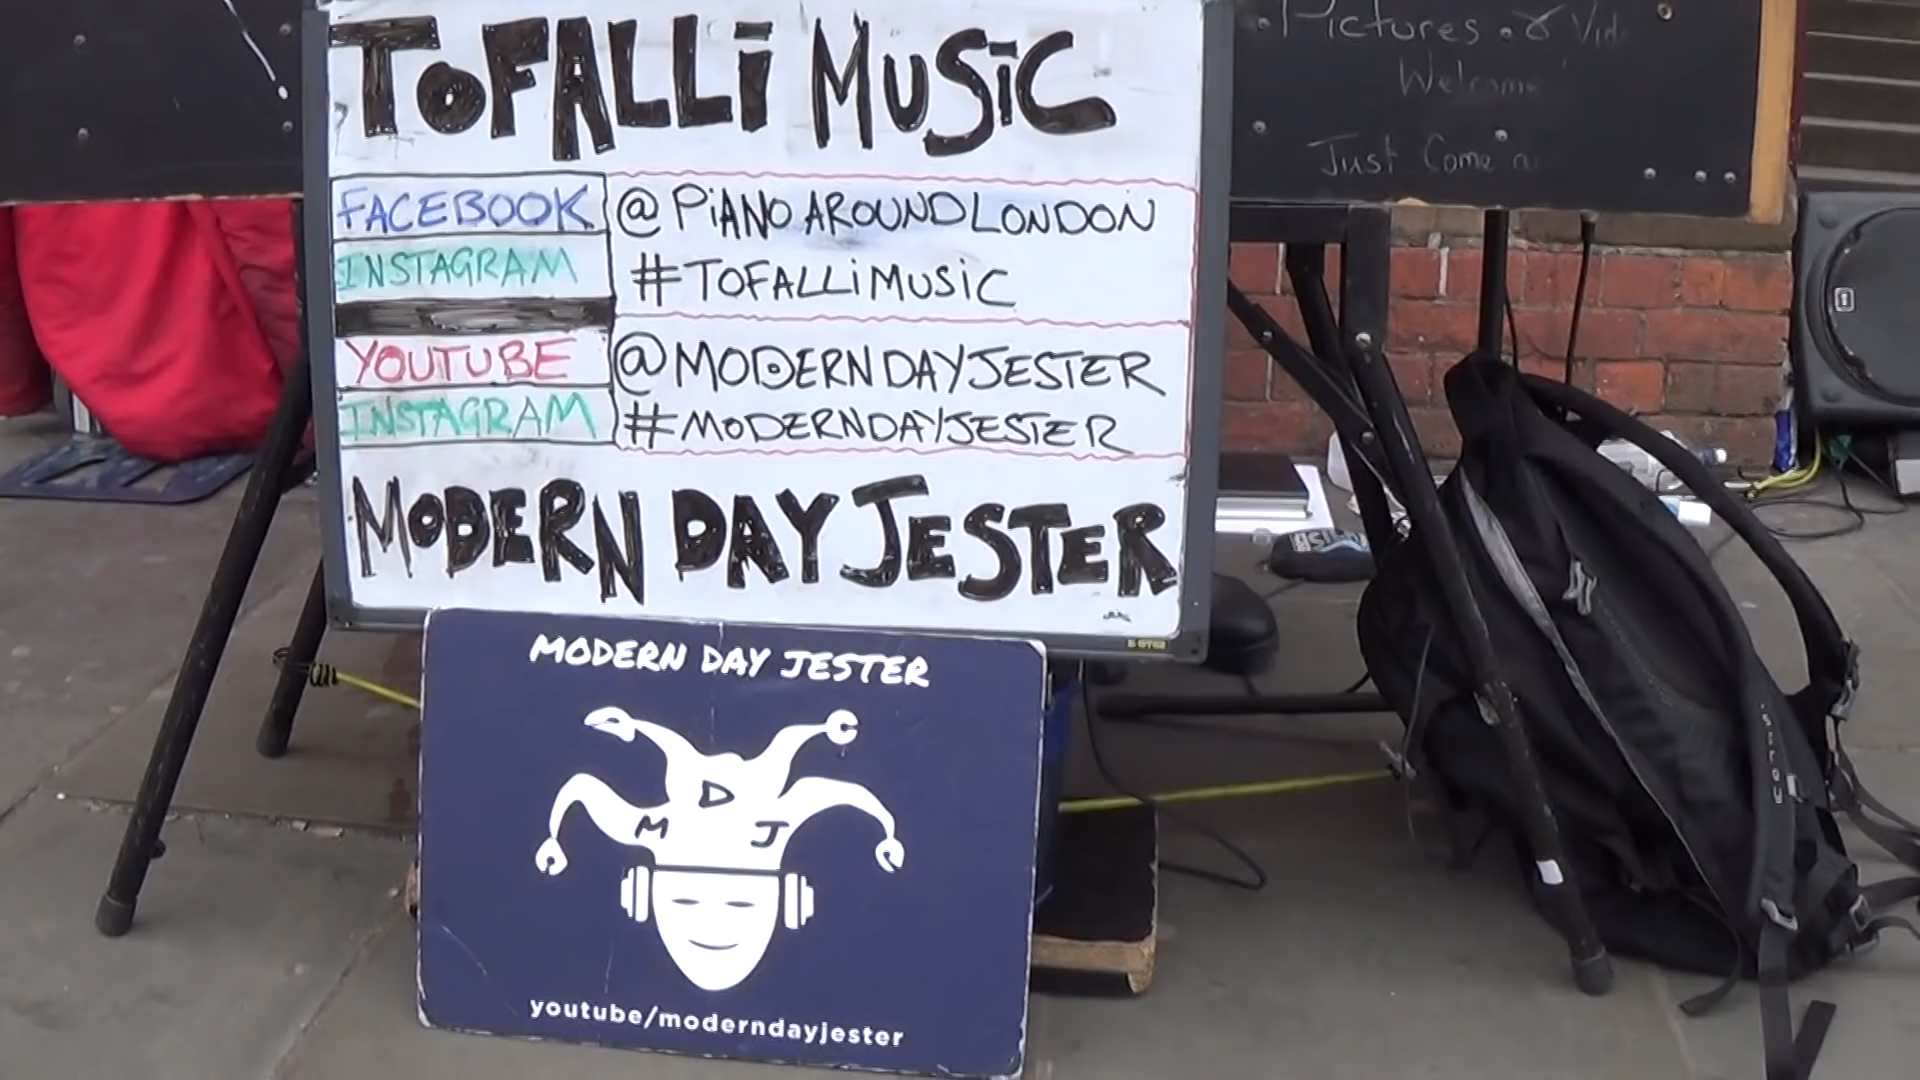 TOFALLi MUSiC
FACEBOOK @PiANOAROUNDLONDON
INSTAGRAM #TOFALLiMUSiC
YOUTUBE @MODERNDAYJESTER
INSTAGRAM #MODERNDAYJESTER
MODERN DAY JESTER
MODERN DAY JESTER
M D J
youtube/moderndayjester
Pictures
Welcome
Just Come